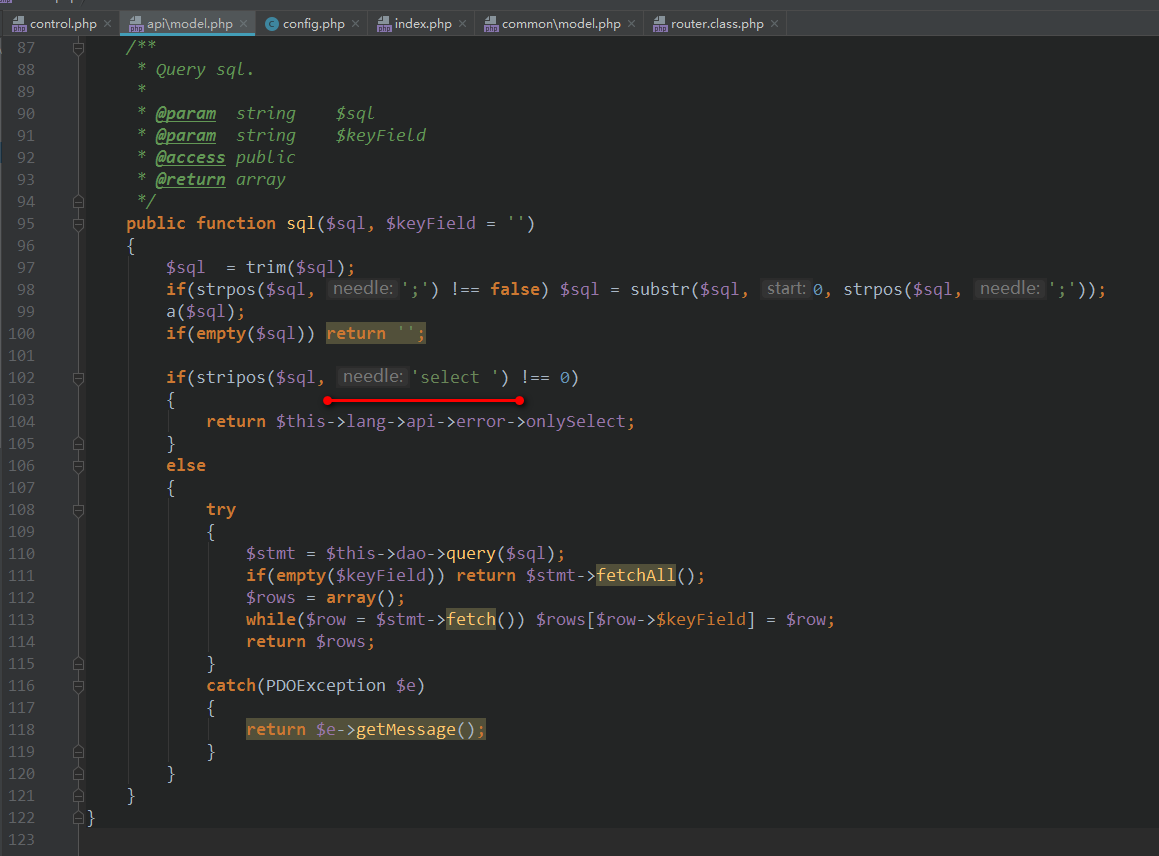 control.php api\model.php config.php index.php common\model.php router.class.php
87 /**
88 * Query sql.
89 *
90 * @param string $sql
91 * @param string $keyField
92 * @access public
93 * @return array
94 */
95 public function sql($sql, $keyField = '')
96 {
97 $sql = trim($sql);
98 if(strpos($sql, needle: ';') !== false) $sql = substr($sql, start: 0, strpos($sql, needle: ';'));
99 a($sql);
100 if(empty($sql)) return '';
101
102 if(stripos($sql, needle: 'select ') !== 0)
103 {
104 return $this->lang->api->error->onlySelect;
105 }
106 else
107 {
108 try
109 {
110 $stmt = $this->dao->query($sql);
111 if(empty($keyField)) return $stmt->fetchAll();
112 $rows = array();
113 while($row = $stmt->fetch()) $rows[$row->$keyField] = $row;
114 return $rows;
115 }
116 catch(PDOException $e)
117 {
118 return $e->getMessage();
119 }
120 }
121 }
122 }
123